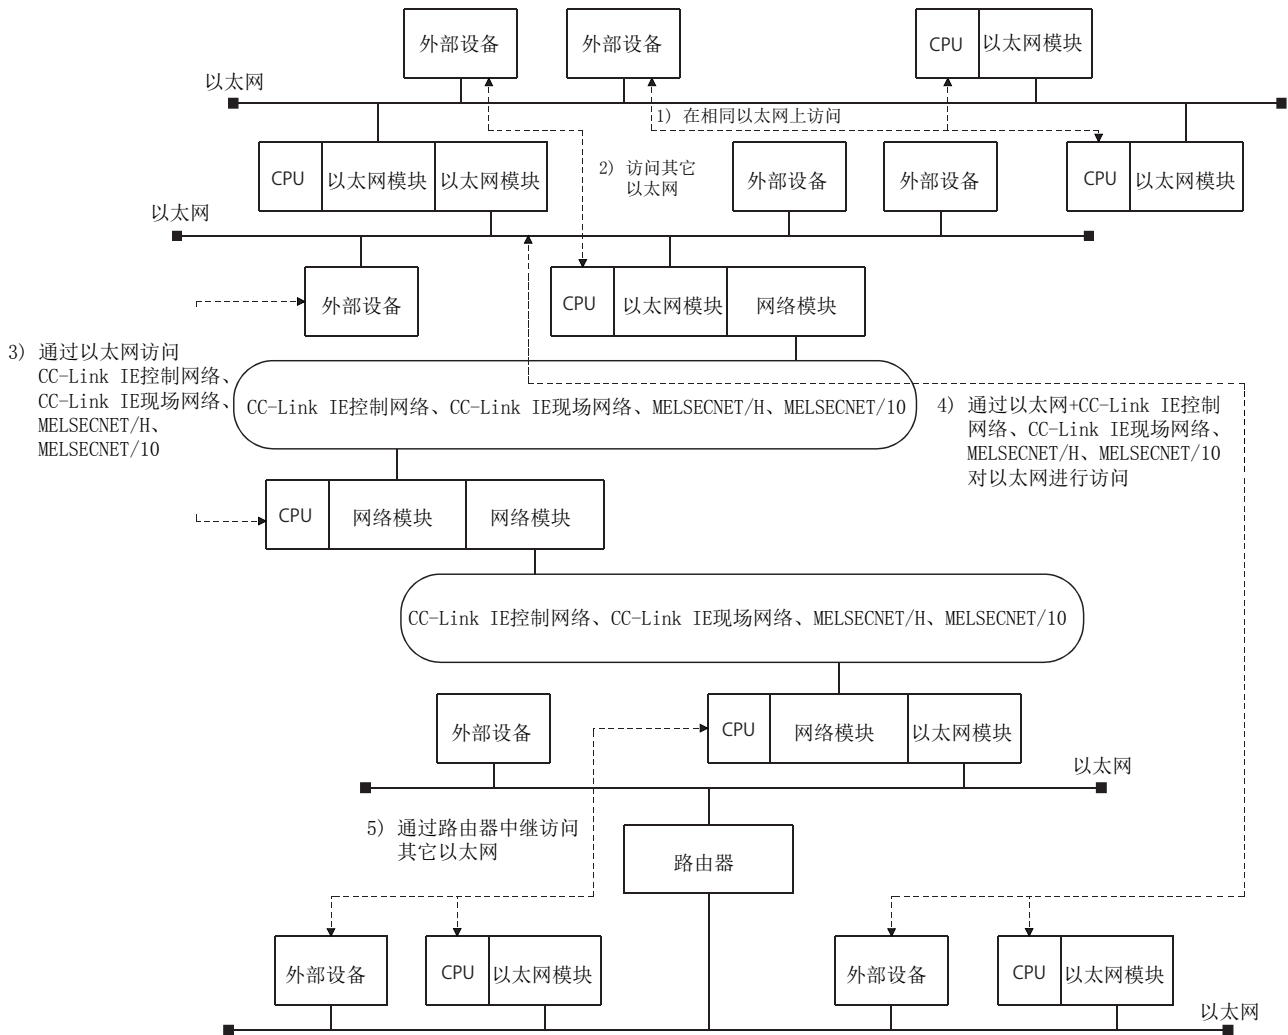 外部设备
外部设备
CPU 以太网模块
以太网
1) 在相同以太网上访问
CPU 以太网模块 以太网模块
2) 访问其它
以太网
外部设备
外部设备
CPU 以太网模块
以太网
外部设备
CPU 以太网模块 网络模块
3) 通过以太网访问
CC-Link IE控制网络、
CC-Link IE现场网络、
MELSECNET/H、
MELSECNET/10
CC-Link IE控制网络、CC-Link IE现场网络、MELSECNET/H、MELSECNET/10
4) 通过以太网+CC-Link IE控制
网络、CC-Link IE现场网络、
MELSECNET/H、MELSECNET/10
对以太网进行访问
CPU 网络模块 网络模块
CC-Link IE控制网络、CC-Link IE现场网络、MELSECNET/H、MELSECNET/10
外部设备
CPU 网络模块 以太网模块
以太网
5) 通过路由器中继访问
其它以太网
路由器
外部设备
CPU 以太网模块
外部设备
CPU 以太网模块
以太网